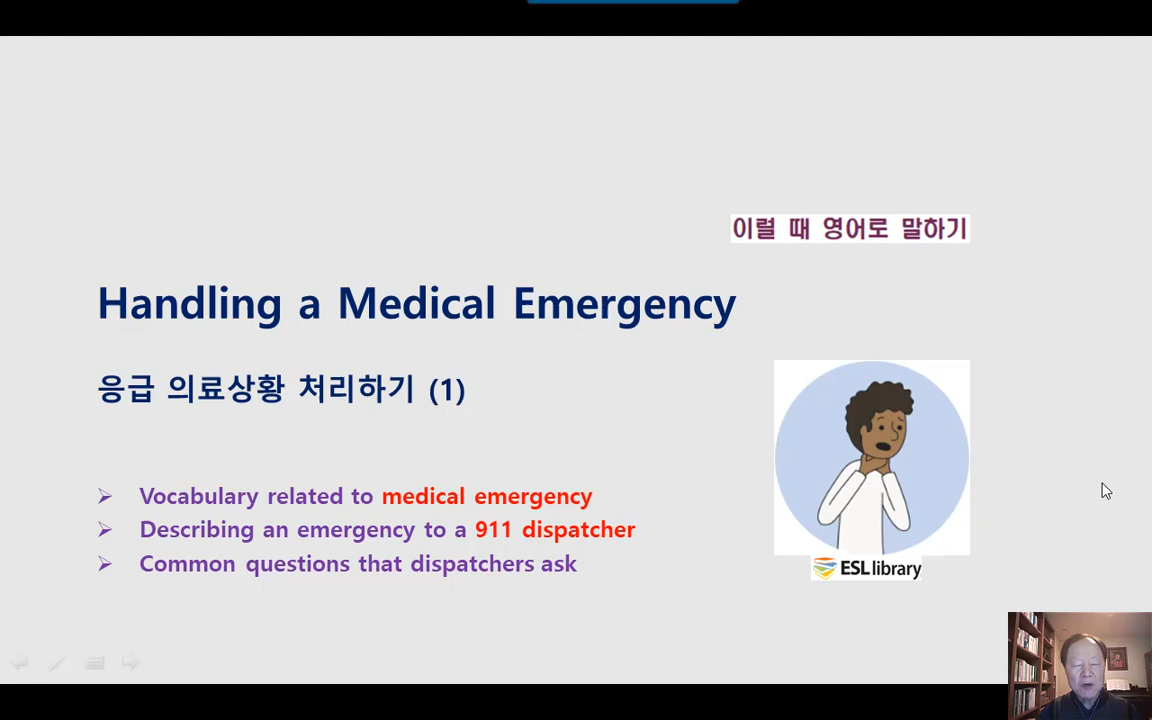 이럴 때 영어로 말하기
Handling a Medical Emergency
응급 의료상황 처리하기 (1)
Vocabulary related to medical emergency
Describing an emergency to a 911 dispatcher
Common questions that dispatchers ask
ESL library